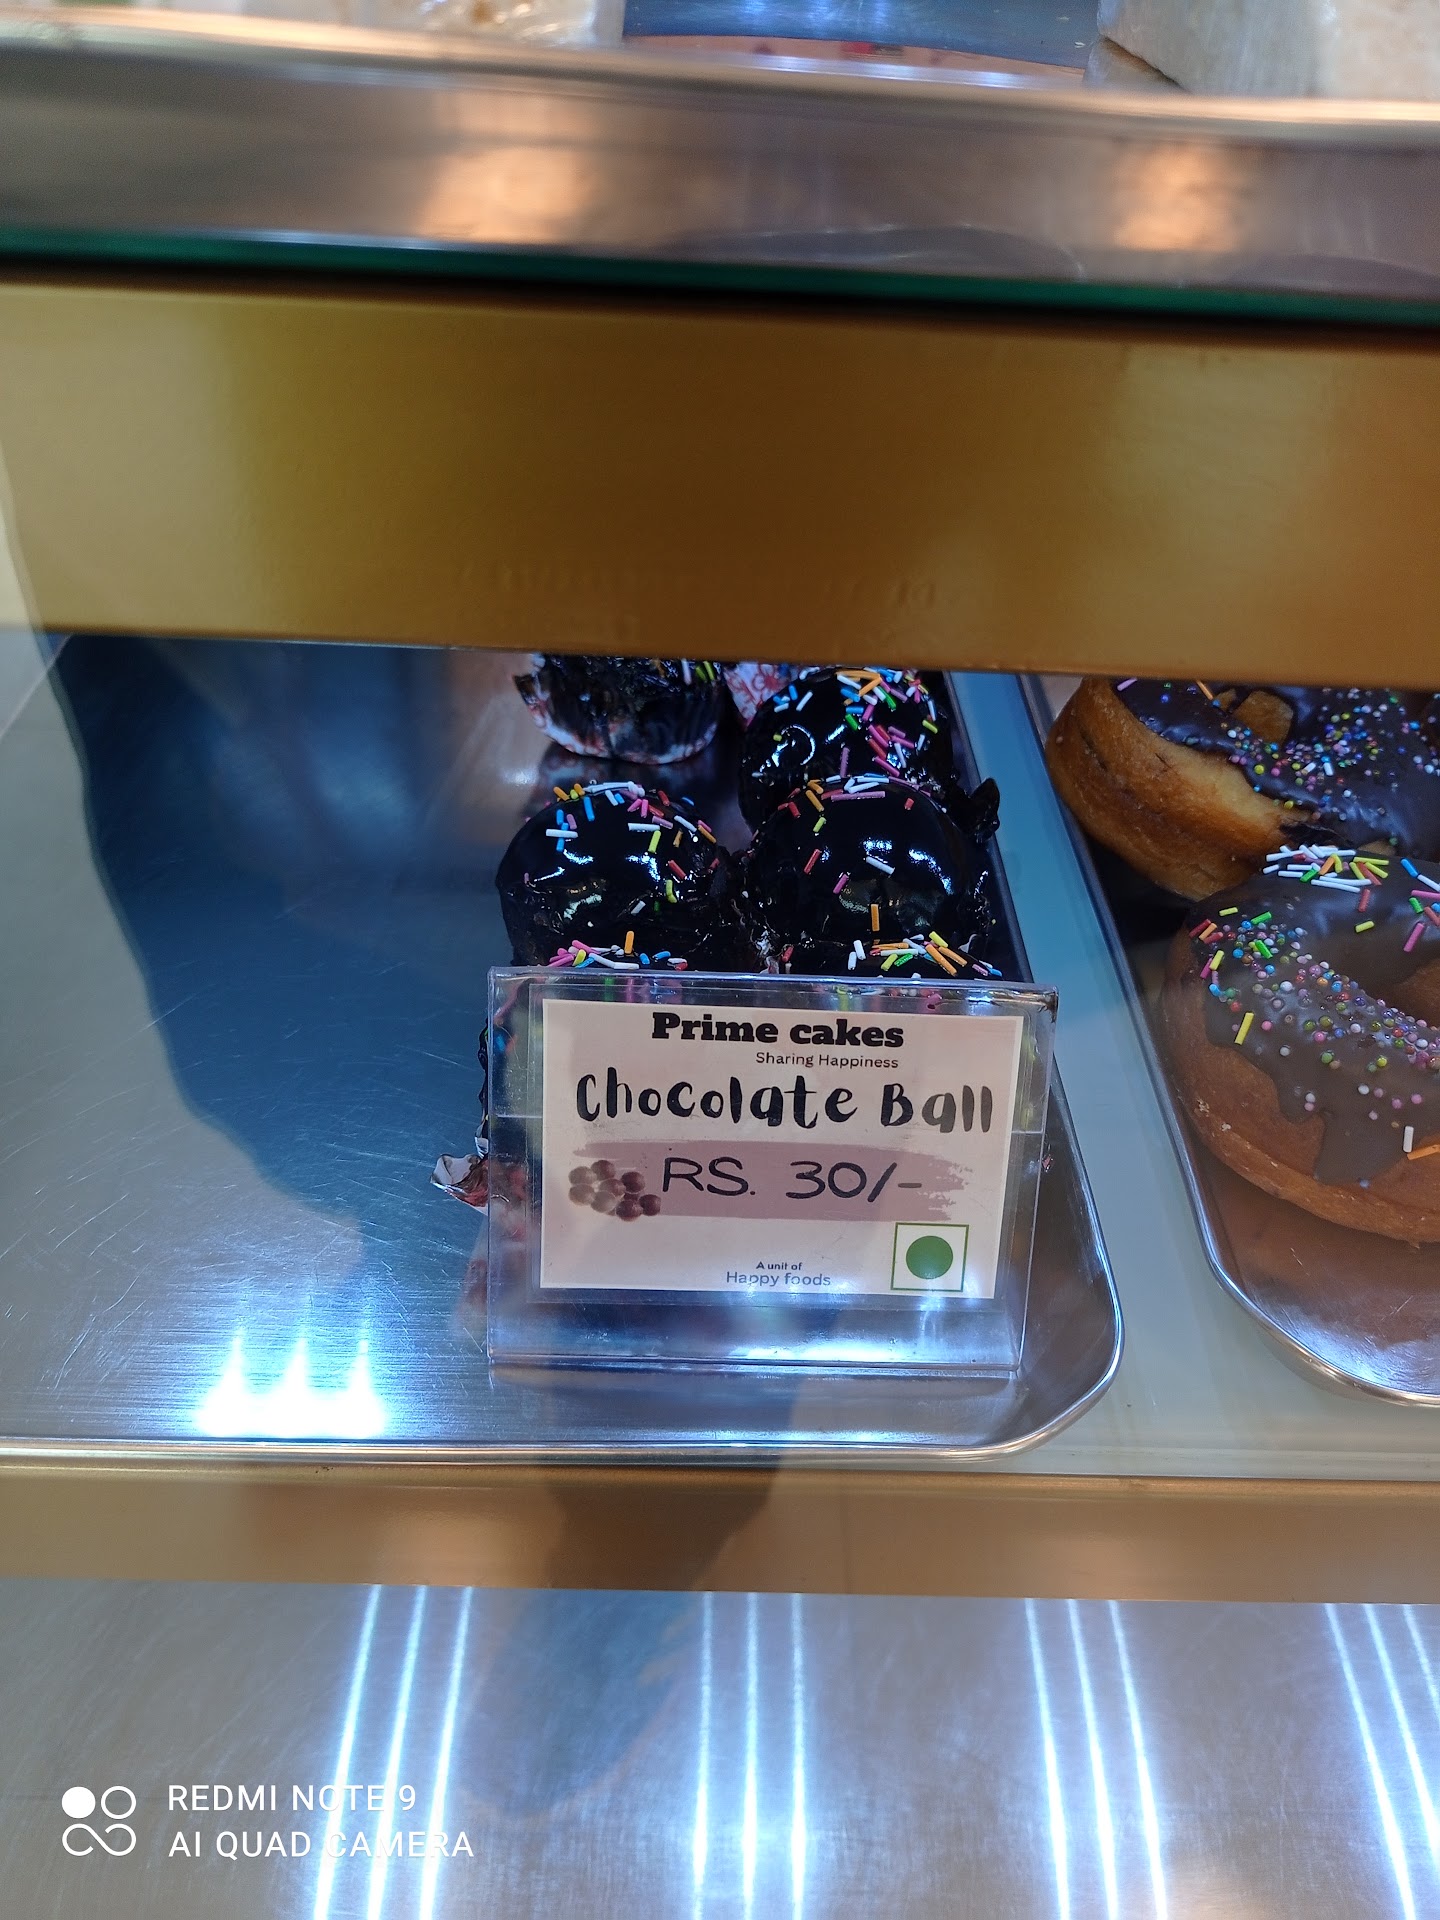 Prime cakes
Sharing Happiness
Chocolate Ball
RS. 30/-
A unit of
Happy foods
REDMI NOTE 9
AI QUAD CAMERA